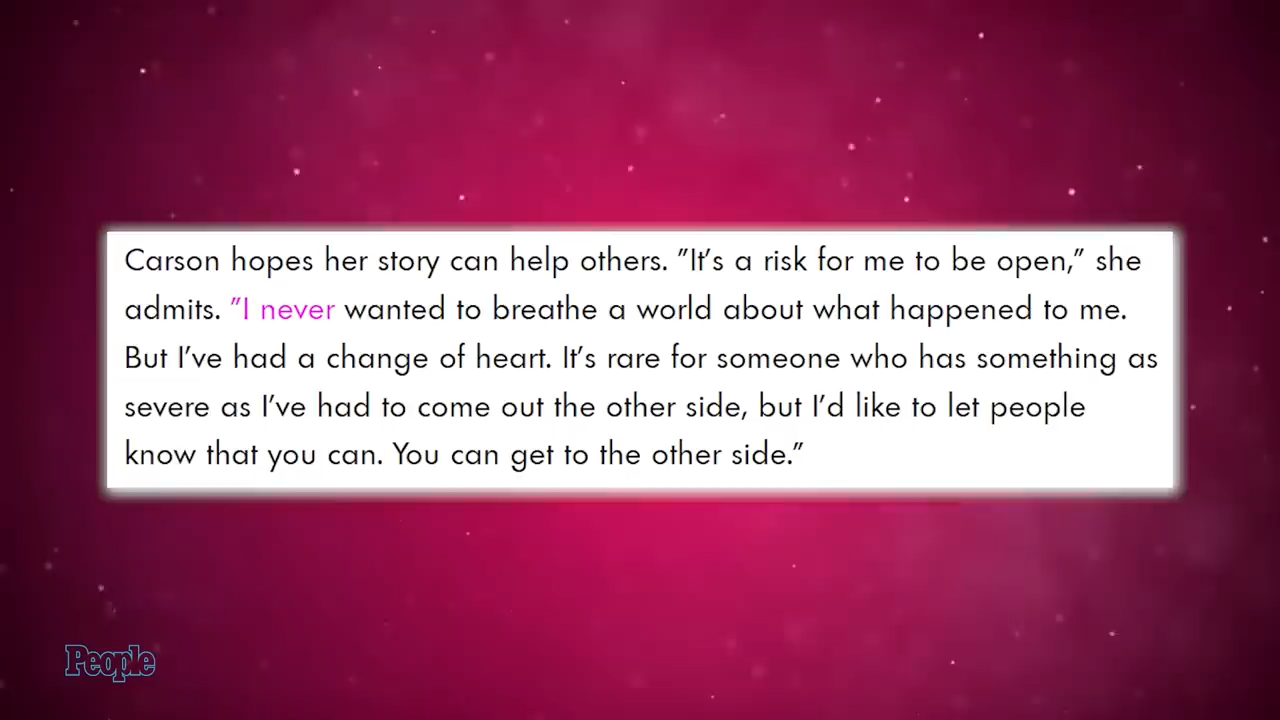 Carson hopes her story can help others. ”It’s a risk for me to be open,” she
admits. ”I never wanted to breathe a world about what happened to me.
But I’ve had a change of heart. It’s rare for someone who has something as
severe as I’ve had to come out the other side, but I’d like to let people
know that you can. You can get to the other side.”
People